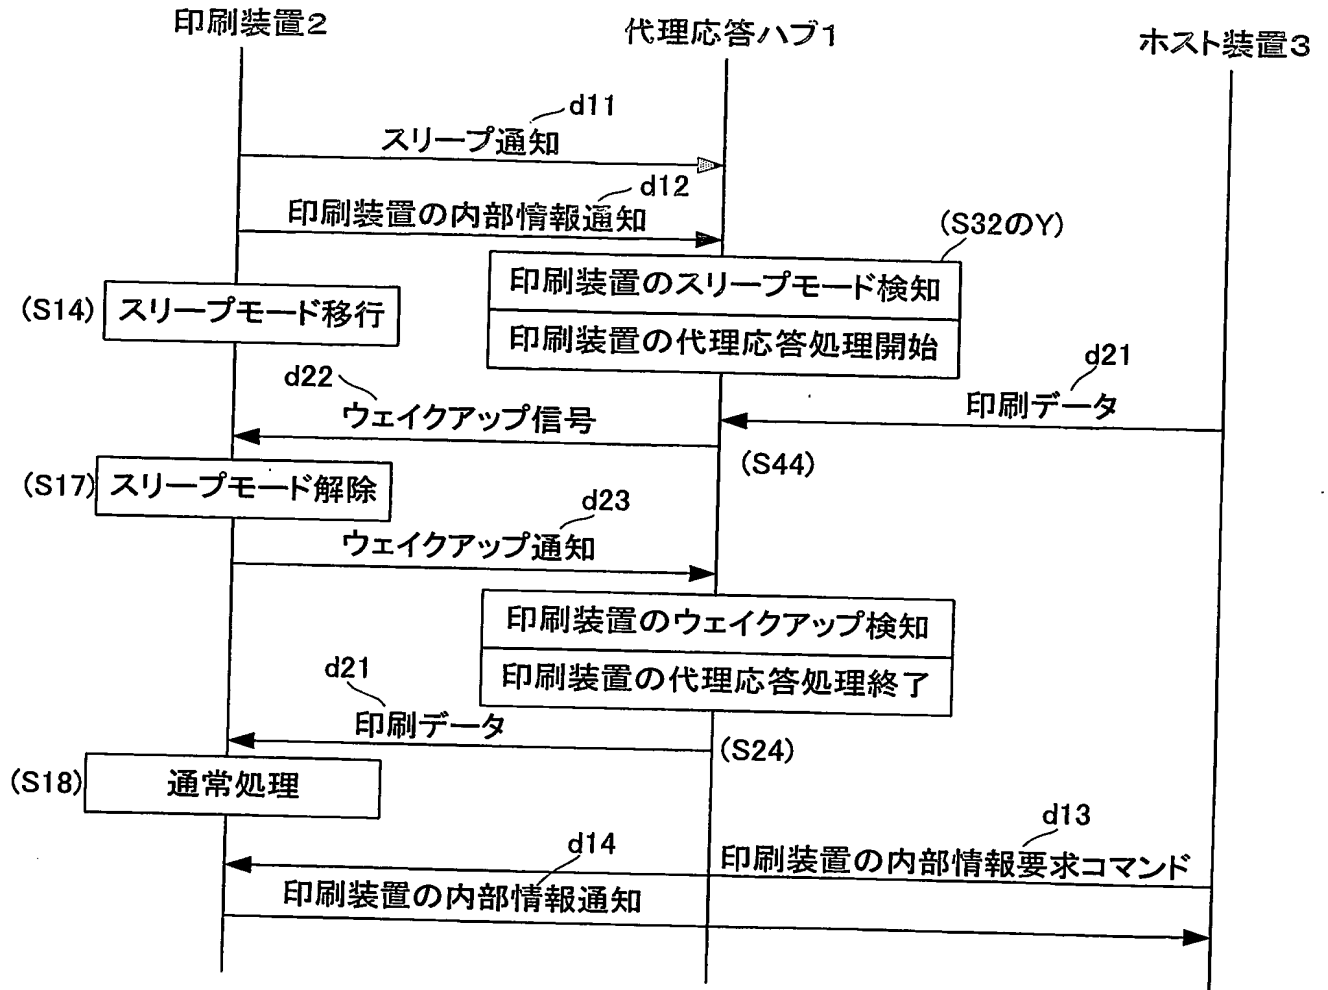 印刷装置2
代理応答ハブ1
ホスト装置3
d11
スリープ通知
d12
印刷装置の内部情報通知
(S32のY)
印刷装置のスリープモード検知
(S14)
スリープモード移行
印刷装置の代理応答処理開始
d22
ウェイクアップ信号
d21
印刷データ
(S44)
(S17)
スリープモード解除
d23
ウェイクアップ通知
印刷装置のウェイクアップ検知
印刷装置の代理応答処理終了
d21
印刷データ
(S24)
(S18)
通常処理
d13
印刷装置の内部情報要求コマンド
d14
印刷装置の内部情報通知